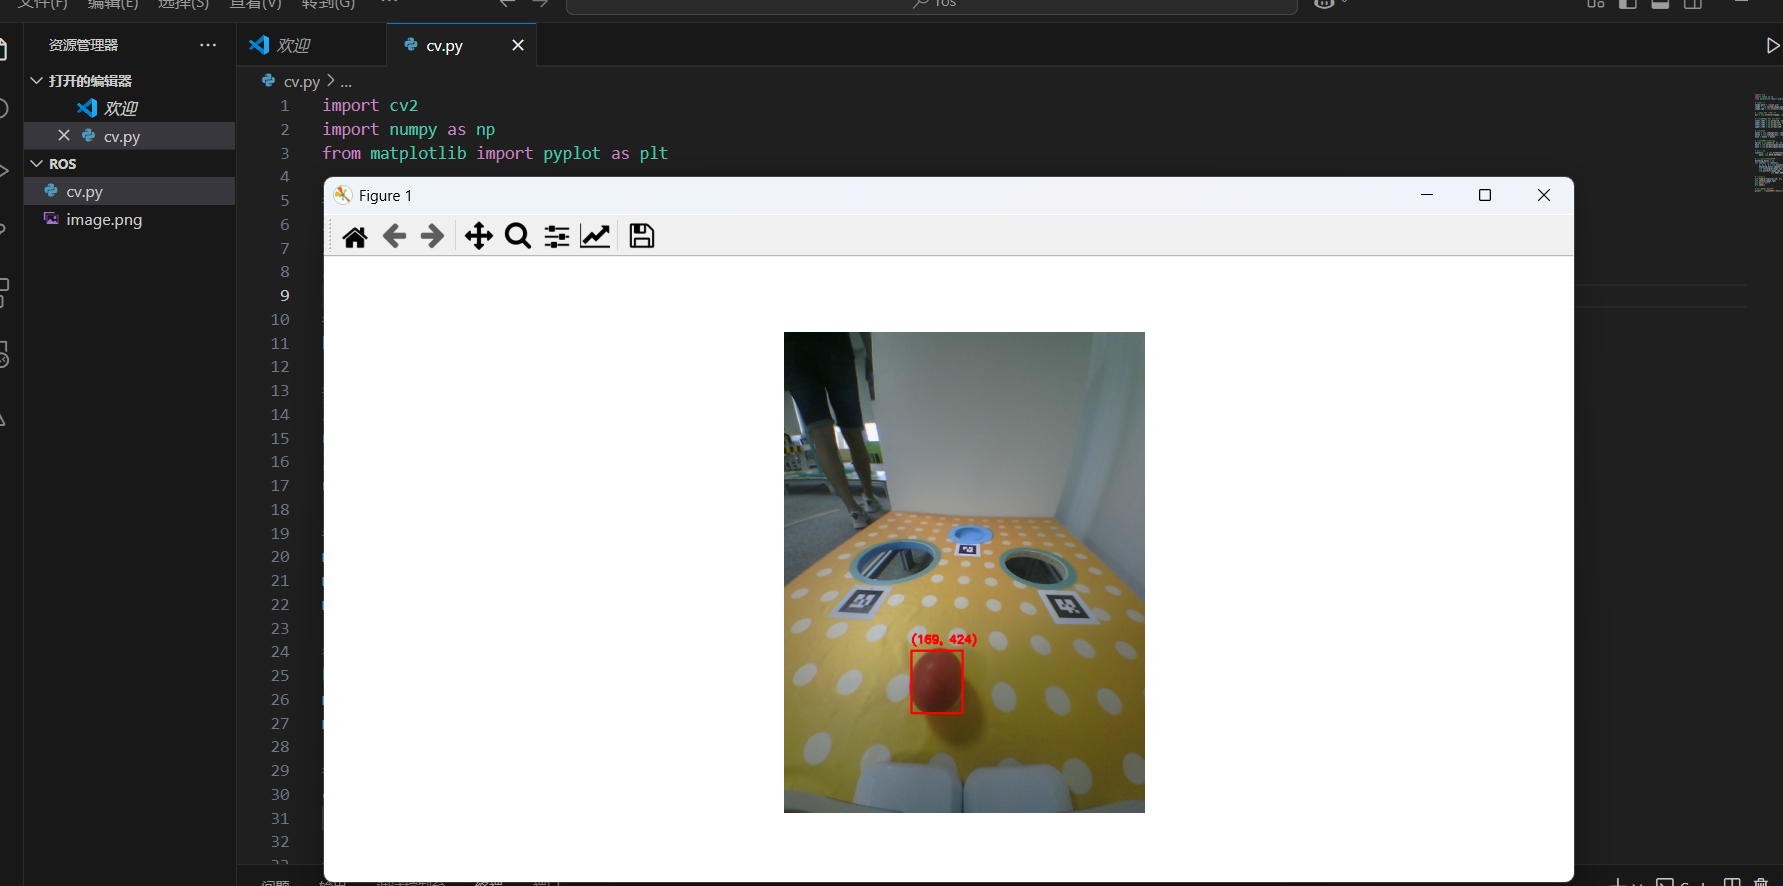 文件(F) 编辑(E) 选择(S) 查看(V) 转到(G) ... ros
资源管理器 ...
欢迎
cv.py
打开的编辑器
欢迎
cv.py
ROS
cv.py
image.png
cv.py > ...
1 import cv2
2 import numpy as np
3 from matplotlib import pyplot as plt
4
5
6
7
8
9
10
11
12
13
14
15
16
17
18
19
20
21
22
23
24
25
26
27
28
29
30
31
32
Figure 1
(169, 424)